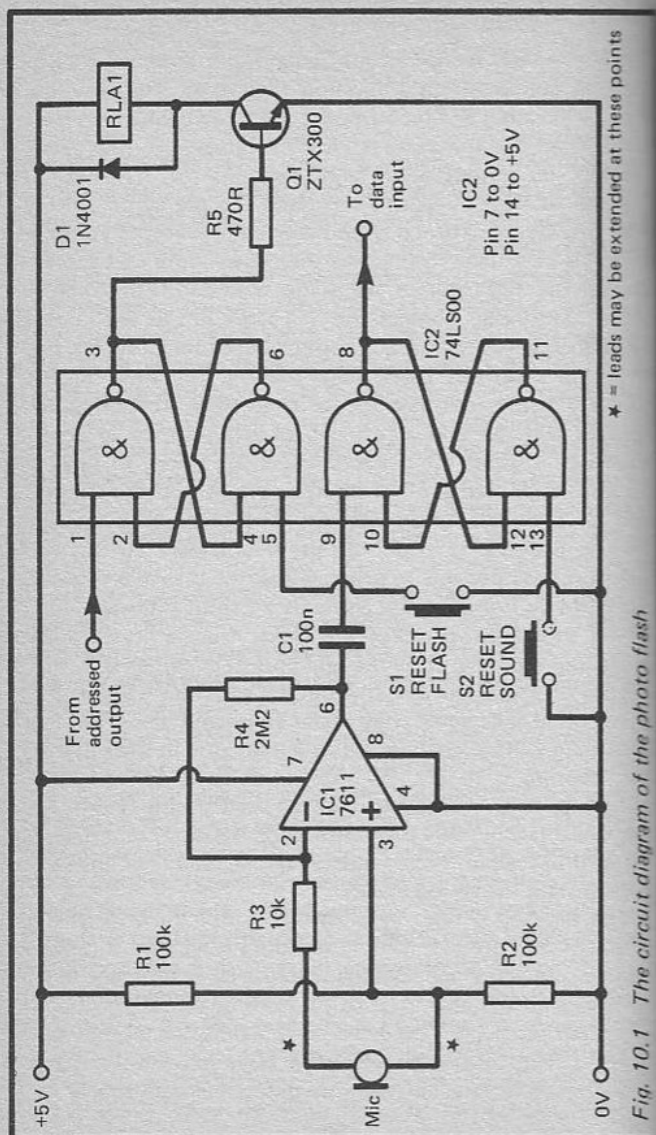 +5V
R1
100k
Mic
★
★
R3
10k
R2
100k
2
3
−
+
IC1
7611
7
6
4
8
R4
2M2
C1
100n
From
addressed
output
S1
RESET
FLASH
S2
RESET
SOUND
1
2
4
5
9
10
12
13
&
&
&
&
3
6
8
11
IC2
74LS00
R5
470R
D1
1N4001
RLA1
Q1
ZTX300
To
data
input
IC2
Pin 7 to 0V
Pin 14 to +5V
0V
★ = leads may be extended at these points
Fig. 10.1 The circuit diagram of the photo flash